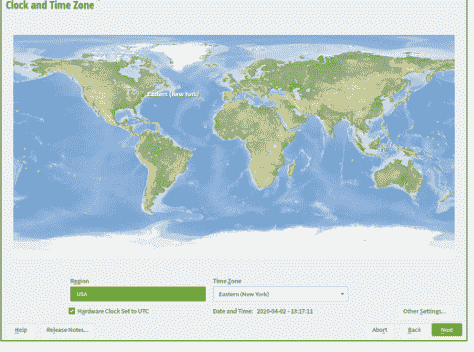 Clock and Time Zone
Eastern (New York)
Region
Time Zone
USA
Eastern (New York)
Hardware Clock Set to UTC
Date and Time: 2020-04-02 - 13:17:11
Other Settings...
Help
Release Notes...
Abort
Back
Next